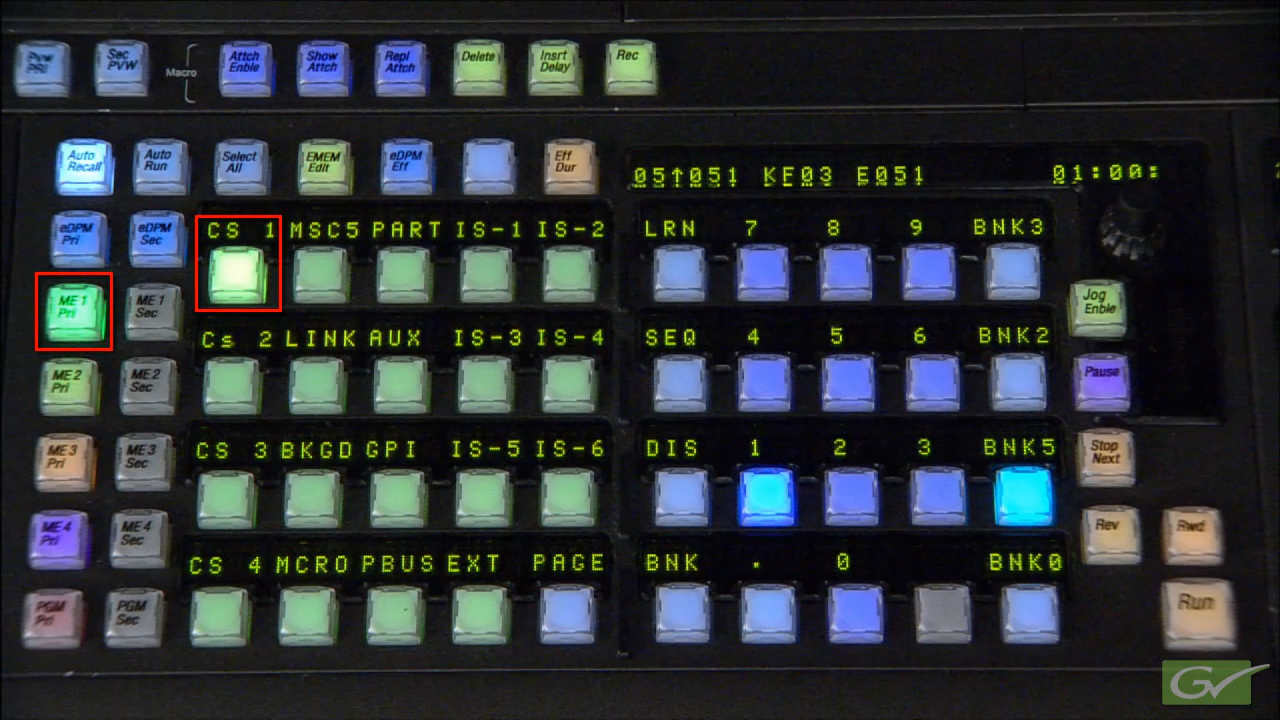 Pvw PRI Sec PVW Macro Attch Enble Show Attch Repl Attch Delete Insrt Delay Rec
Auto Recall Auto Run Select All EMEM Edit eDPM Eff Eff Dur
05↑051 KE03 E051 01:00:
eDPM Pri eDPM Sec
CS 1 MSC5 PART IS-1 IS-2 LRN 7 8 9 BNK3
ME 1 Pri ME 1 Sec Jog Enble
Cs 2 LINK AUX IS-3 IS-4 SEQ 4 5 6 BNK2
ME 2 Pri ME 2 Sec Pause
CS 3 BKGD GPI IS-5 IS-6 DIS 1 2 3 BNK5
ME 3 Pri ME 3 Sec Stop Next
ME 4 Pri ME 4 Sec Rev Rwd
CS 4 MCRO PBUS EXT PAGE BNK . 0 BNK0
PGM Pri PGM Sec Run
GV